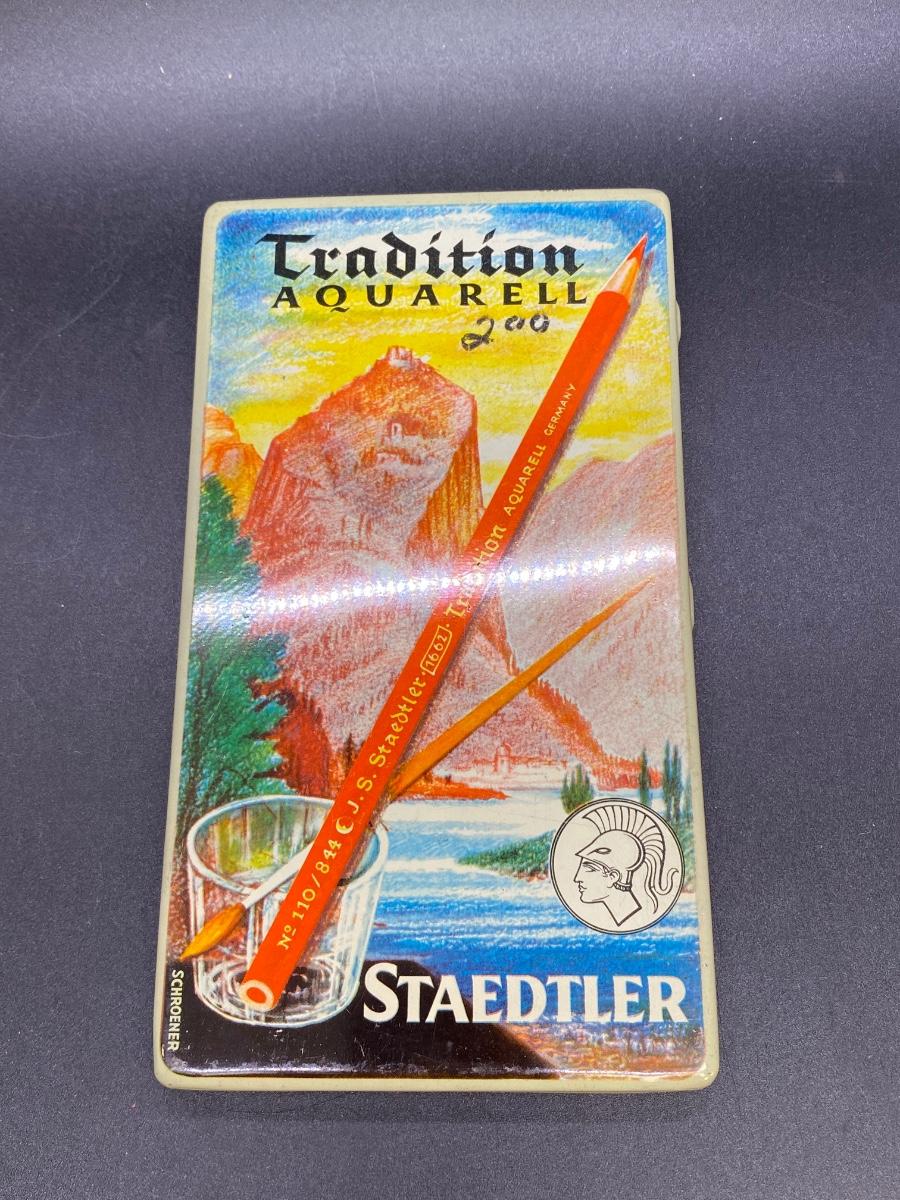 Tradition
AQUARELL
200
Nº 110/844 J. S. Staedtler · 1662 · Tradition AQUARELL GERMANY
STAEDTLER
SCHROENER